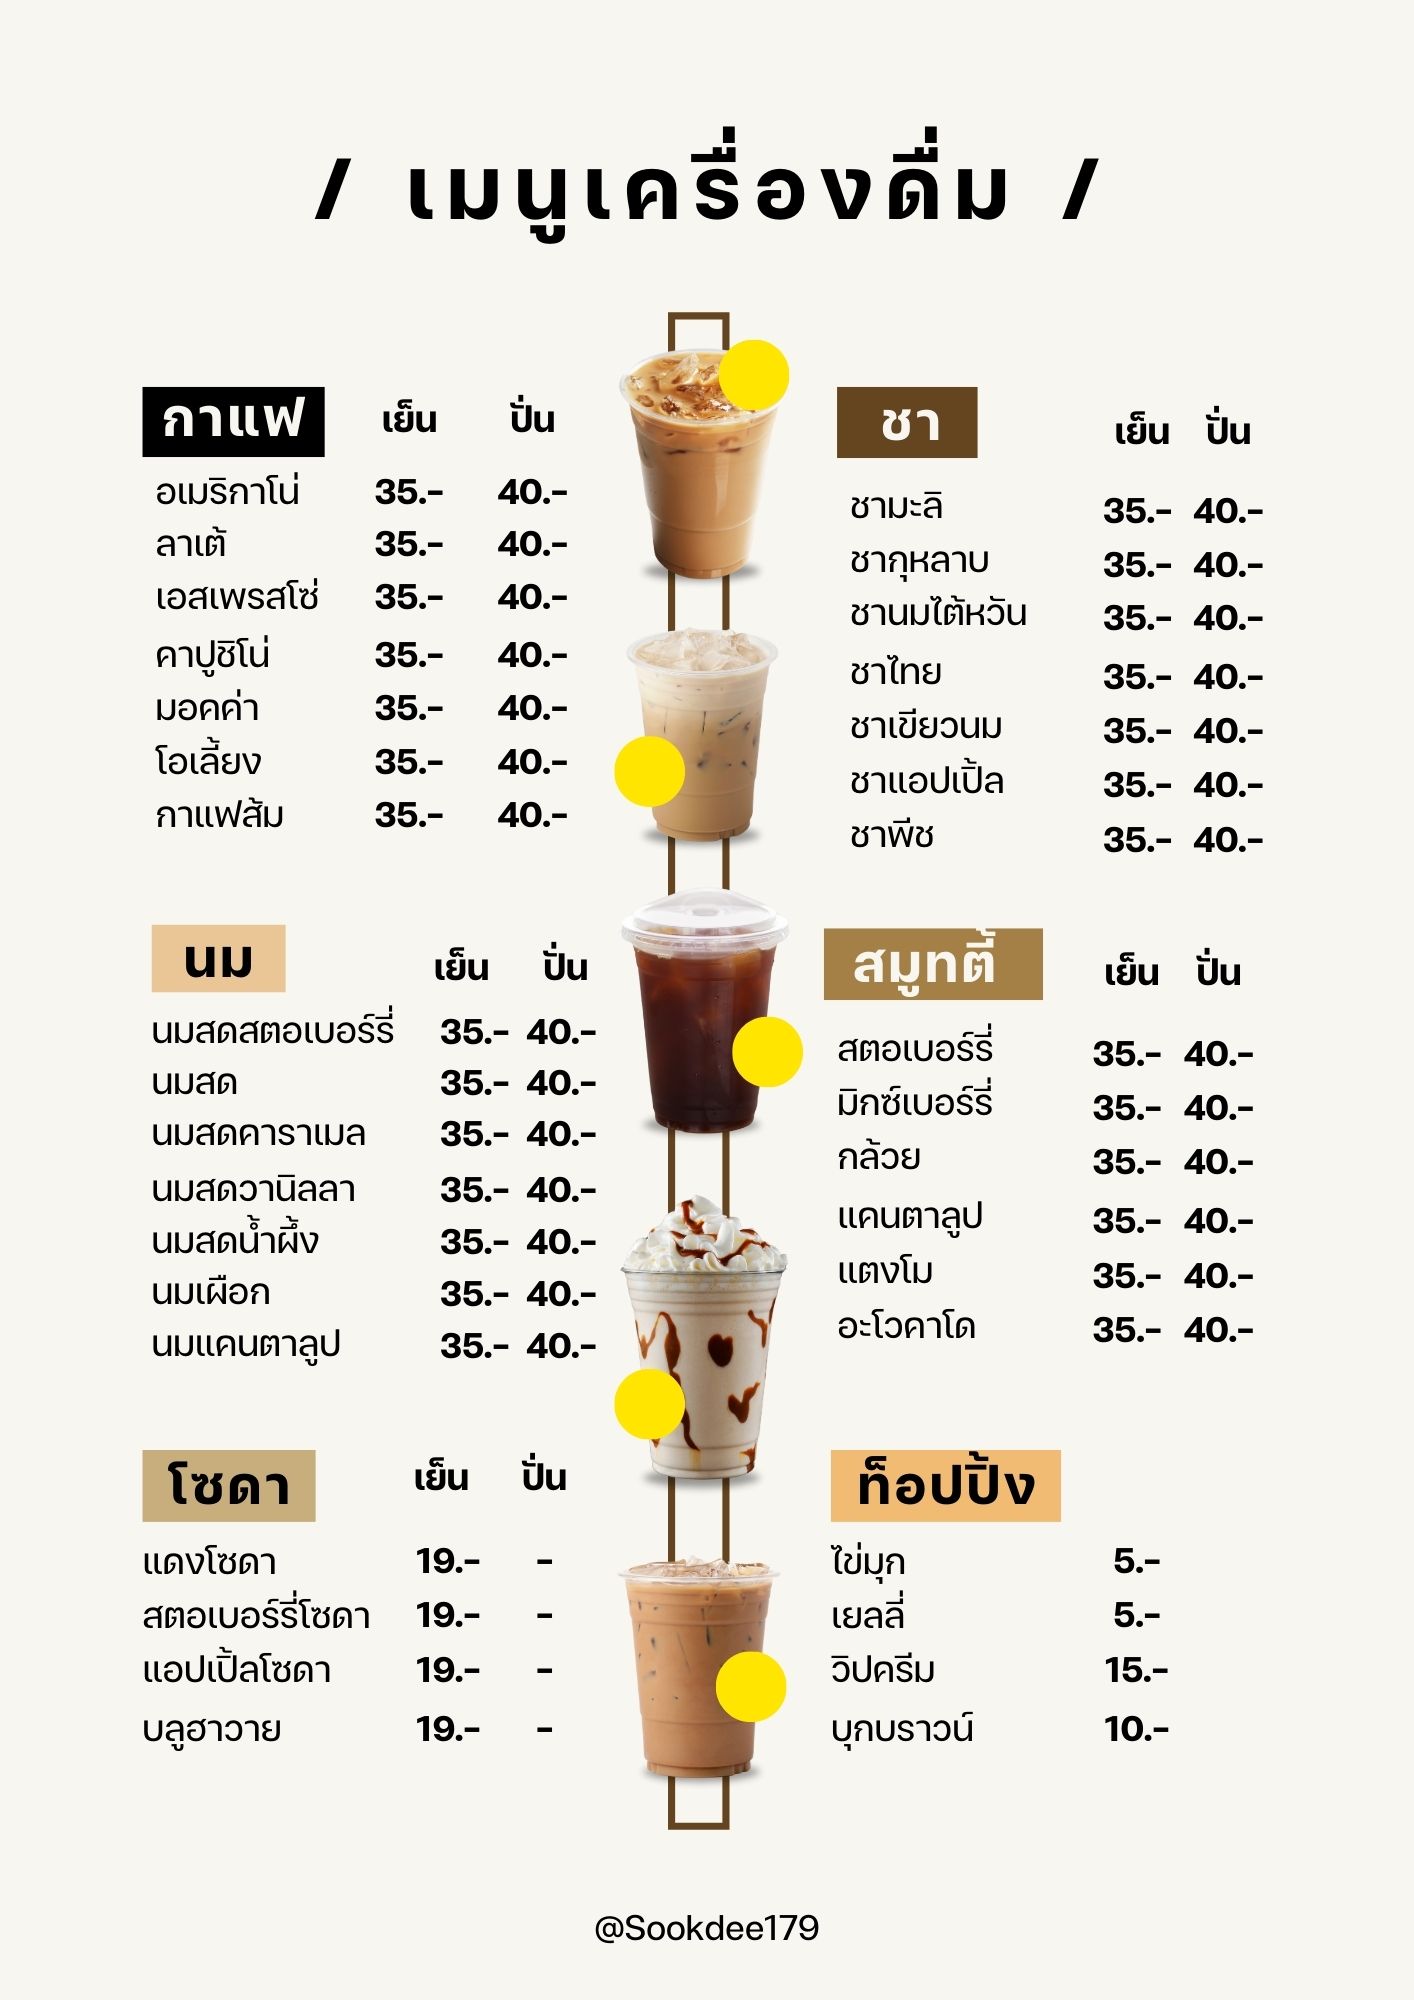 / เมนูเครื่องดื่ม /
กาแฟ เย็น ปั่น
อเมริกาโน่ 35.- 40.-
ลาเต้ 35.- 40.-
เอสเพรสโซ่ 35.- 40.-
คาปูชิโน่ 35.- 40.-
มอคค่า 35.- 40.-
โอเลี้ยง 35.- 40.-
กาแฟส้ม 35.- 40.-
ชา เย็น ปั่น
ชามะลิ 35.- 40.-
ชากุหลาบ 35.- 40.-
ชานมไต้หวัน 35.- 40.-
ชาไทย 35.- 40.-
ชาเขียวนม 35.- 40.-
ชาแอปเปิ้ล 35.- 40.-
ชาพีช 35.- 40.-
นม เย็น ปั่น
นมสดสตอเบอร์รี่ 35.- 40.-
นมสด 35.- 40.-
นมสดคาราเมล 35.- 40.-
นมสดวานิลลา 35.- 40.-
นมสดน้ำผึ้ง 35.- 40.-
นมเผือก 35.- 40.-
นมแคนตาลูป 35.- 40.-
สมูทตี้ เย็น ปั่น
สตอเบอร์รี่ 35.- 40.-
มิกซ์เบอร์รี่ 35.- 40.-
กล้วย 35.- 40.-
แคนตาลูป 35.- 40.-
แตงโม 35.- 40.-
อะโวคาโด 35.- 40.-
โซดา เย็น ปั่น
แดงโซดา 19.- -
สตอเบอร์รี่โซดา 19.- -
แอปเปิ้ลโซดา 19.- -
บลูฮาวาย 19.- -
ท็อปปิ้ง
ไข่มุก 5.-
เยลลี่ 5.-
วิปครีม 15.-
บุกบราวน์ 10.-
@Sookdee179